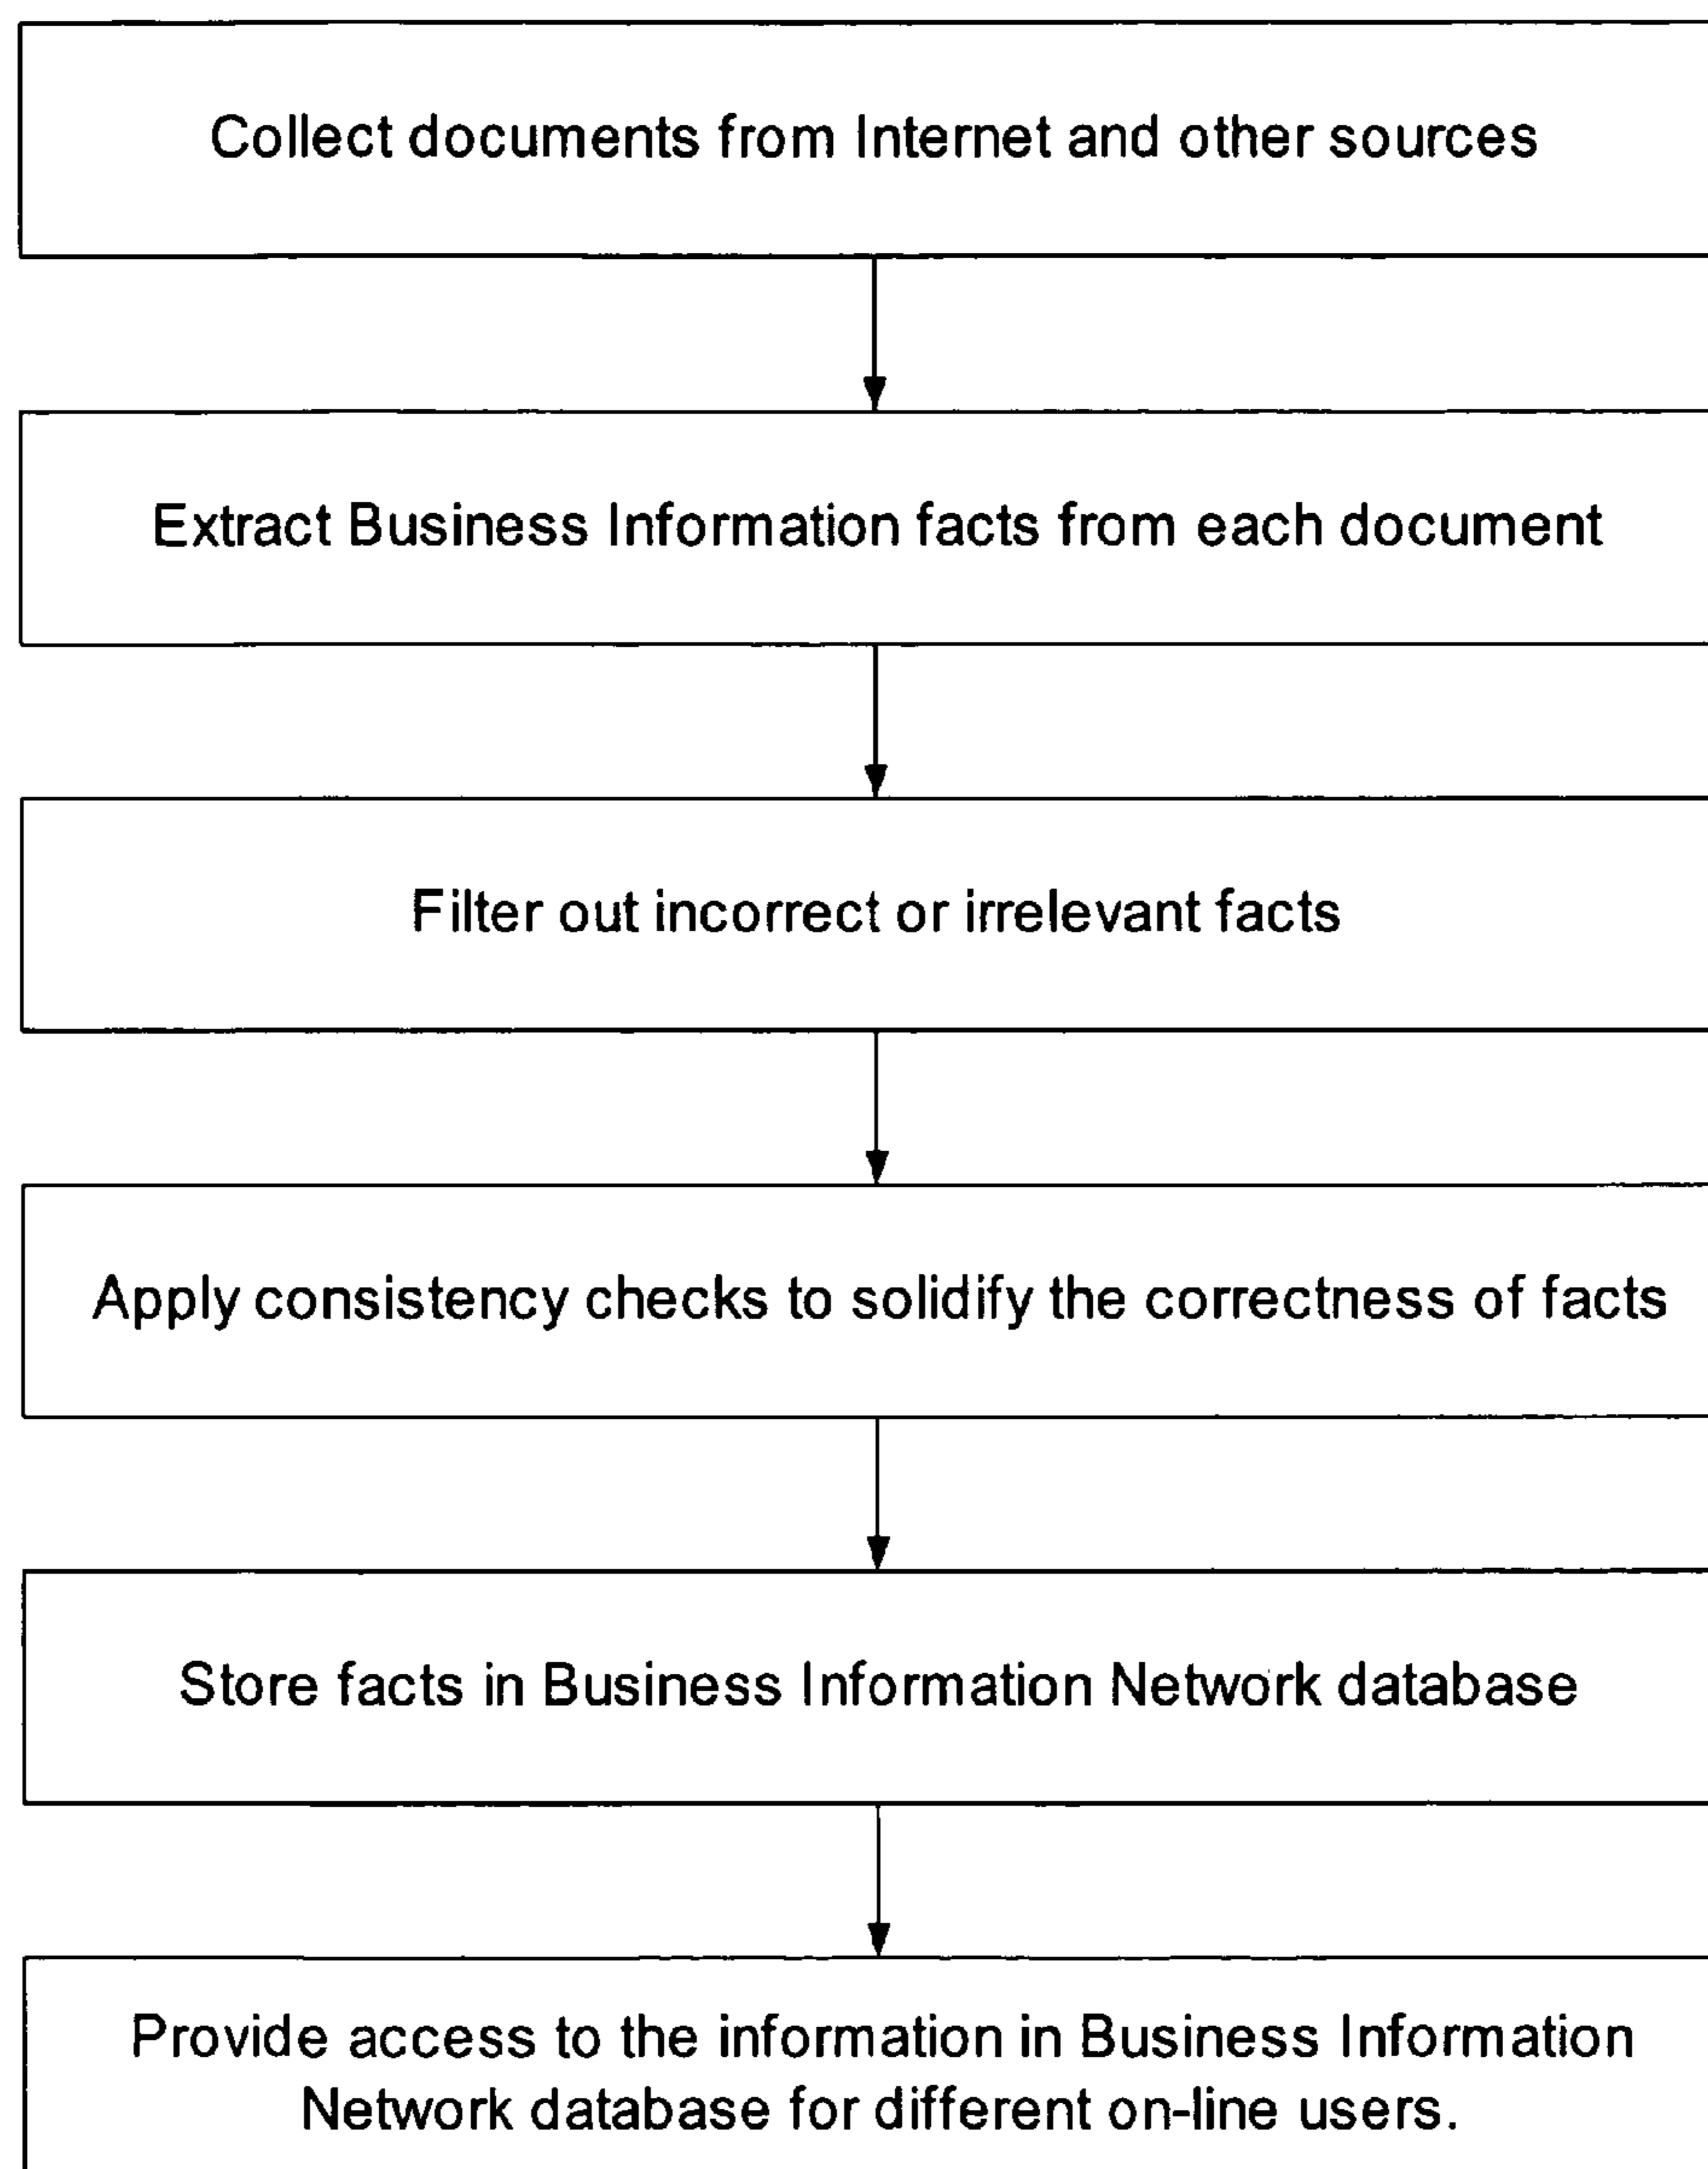 Collect documents from Internet and other sources
Extract Business Information facts from each document
Filter out incorrect or irrelevant facts
Apply consistency checks to solidify the correctness of facts
Store facts in Business Information Network database
Provide access to the information in Business Information
Network database for different on-line users.